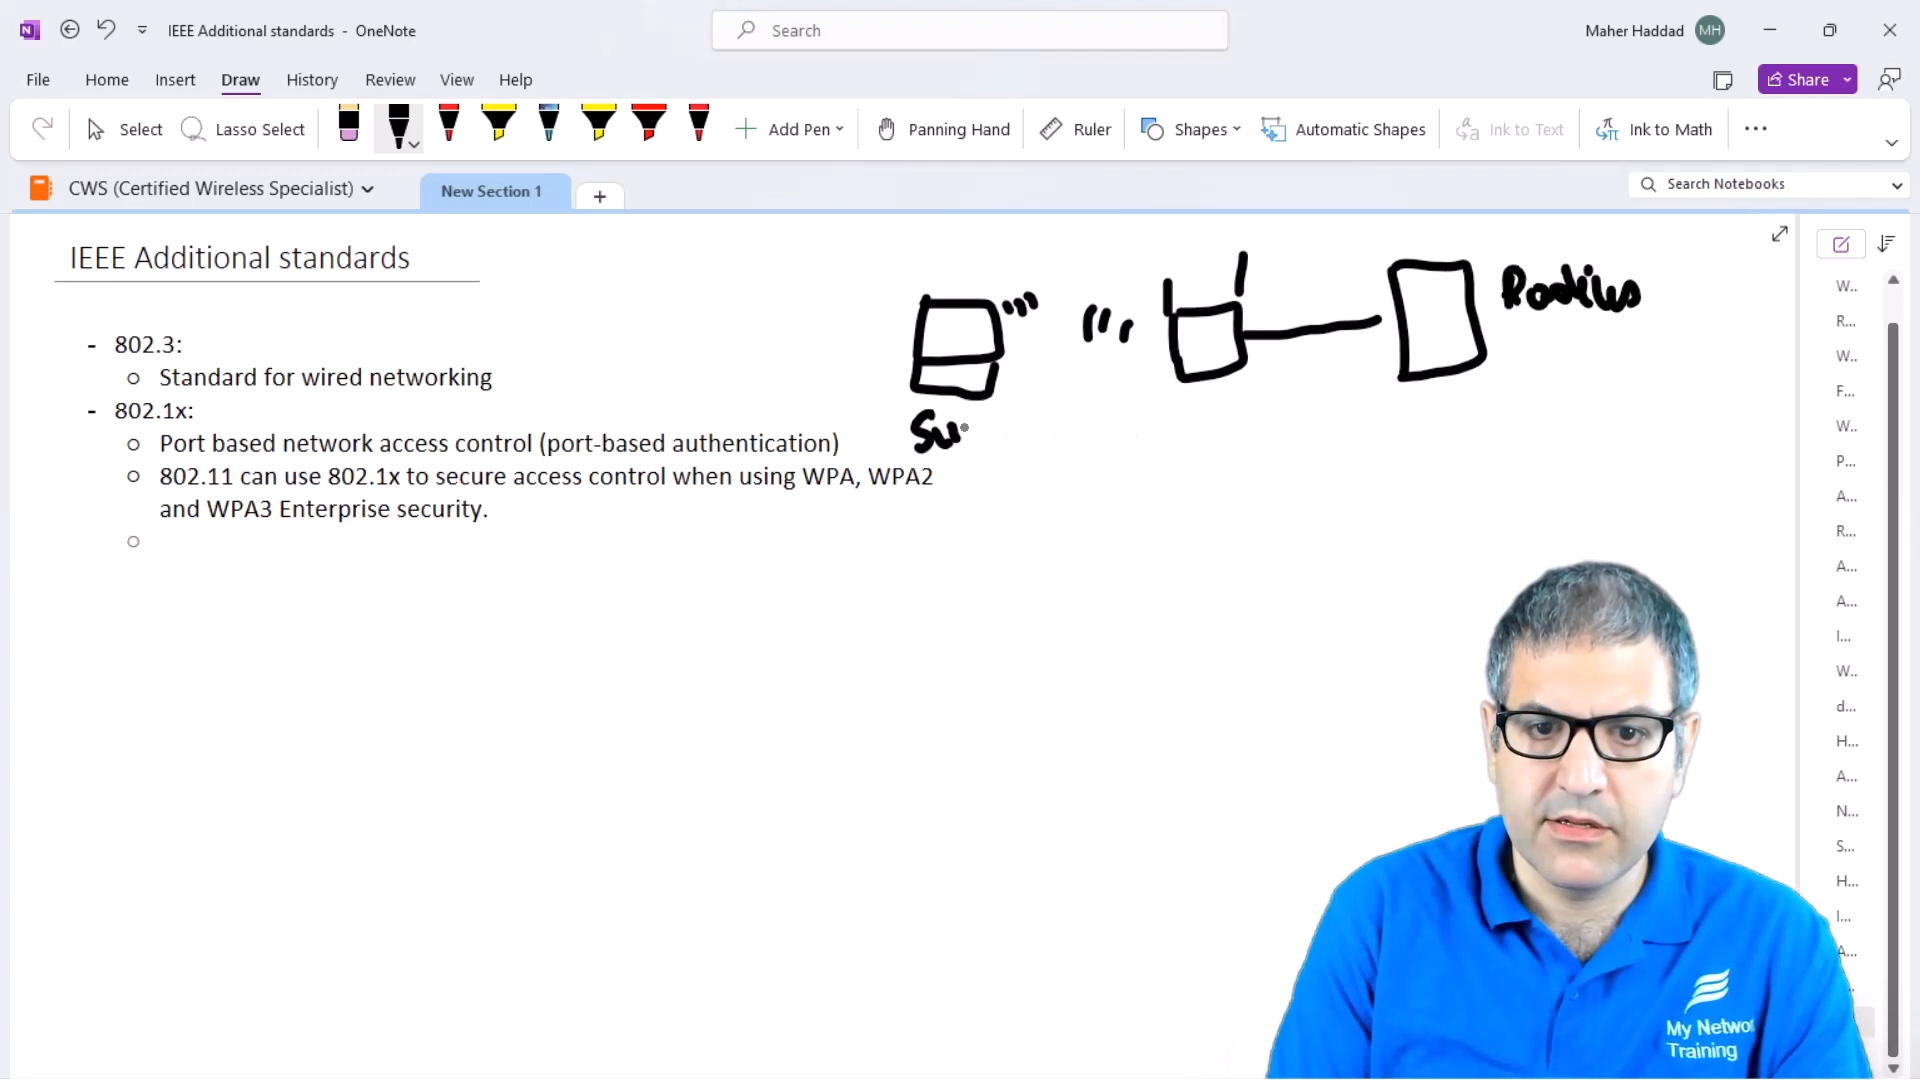 IEEE Additional standards - OneNote
Search
Maher Haddad
MH
File
Home
Insert
Draw
History
Review
View
Help
Share
Select
Lasso Select
Add Pen
Panning Hand
Ruler
Shapes
Automatic Shapes
Ink to Text
Ink to Math
CWS (Certified Wireless Specialist)
New Section 1
Search Notebooks
IEEE Additional standards
Radius
- 802.3:
Standard for wired networking
- 802.1x:
Su
Port based network access control (port-based authentication)
802.11 can use 802.1x to secure access control when using WPA, WPA2
and WPA3 Enterprise security.
W..
R...
W..
F...
W..
P...
A...
R...
A...
A...
I...
W..
d...
H...
A...
N...
S...
H...
I...
A...
My Networ
Training